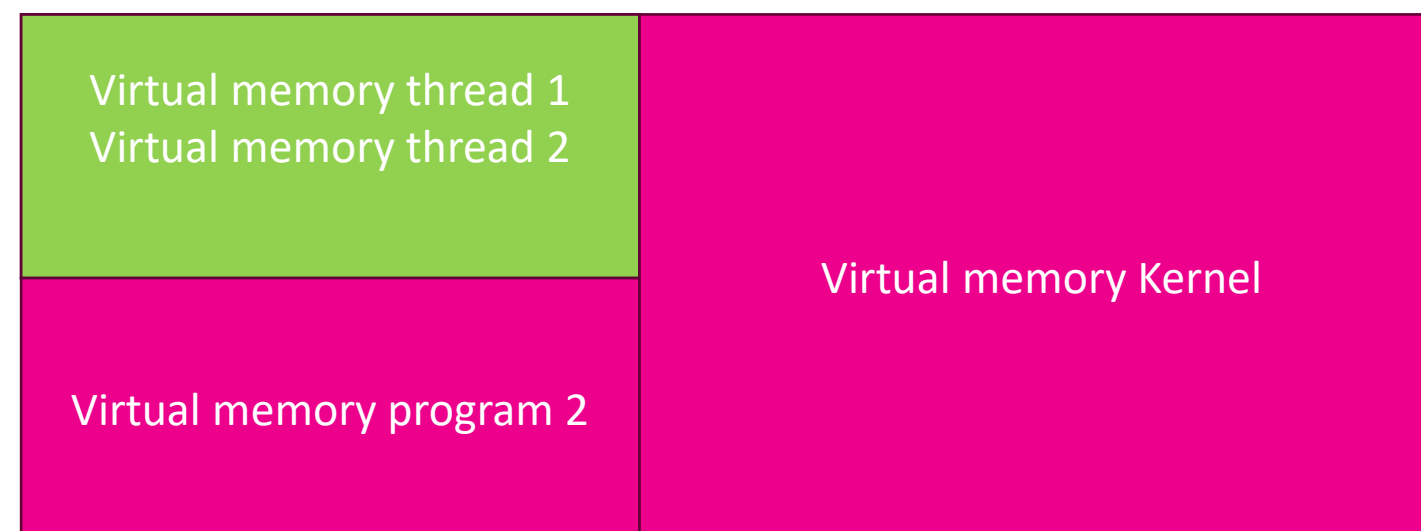 Virtual memory thread 1
Virtual memory thread 2
Virtual memory Kernel
Virtual memory program 2